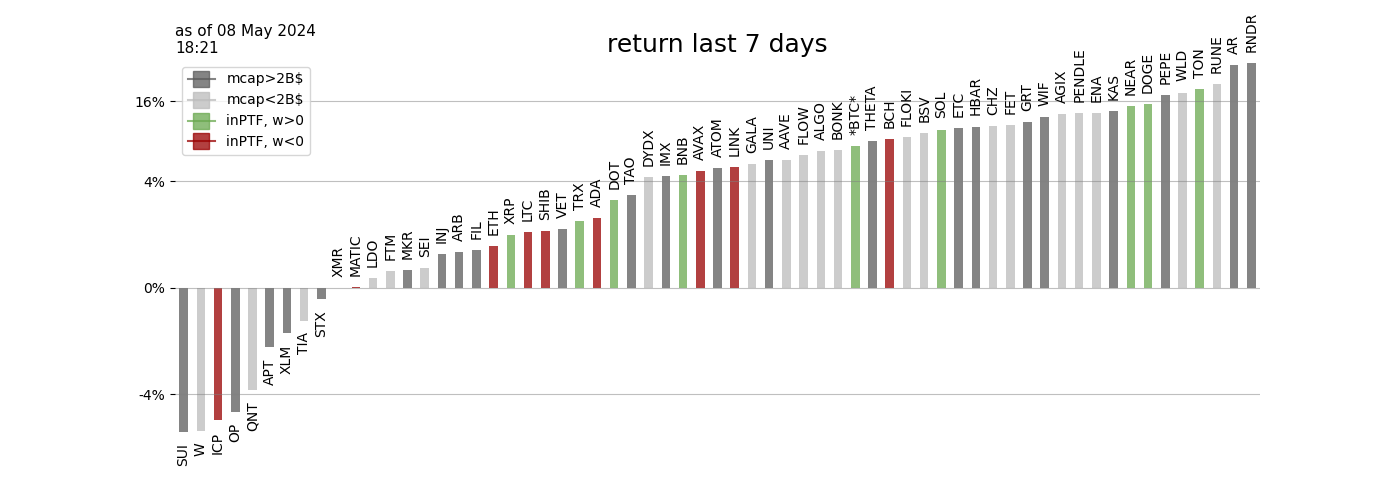 as of 08 May 2024
18:21
return last 7 days
mcap>2B$
mcap<2B$
inPTF, w>0
inPTF, w<0
16%
4%
0%
-4%
SUI
W
ICP
OP
QNT
APT
XLM
TIA
STX
XMR
MATIC
LDO
FTM
MKR
SEI
INJ
ARB
FIL
ETH
XRP
LTC
SHIB
VET
TRX
ADA
DOT
TAO
DYDX
IMX
BNB
AVAX
ATOM
LINK
GALA
UNI
AAVE
FLOW
ALGO
BONK
*BTC*
THETA
BCH
FLOKI
BSV
SOL
ETC
HBAR
CHZ
FET
GRT
WIF
AGIX
PENDLE
ENA
KAS
NEAR
DOGE
PEPE
WLD
TON
RUNE
AR
RNDR